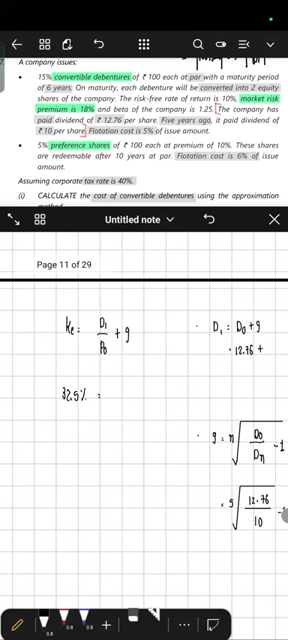 A company issues:
• 15% convertible debentures of ₹ 100 each at par with a maturity period
of 6 years. On maturity, each debenture will be converted into 2 equity
shares of the company. The risk-free rate of return is 10%, market risk
premium is 18% and beta of the company is 1.25. The company has
paid dividend of ₹ 12.76 per share. Five years ago, it paid dividend of
₹ 10 per share. Flotation cost is 5% of issue amount.
• 5% preference shares of ₹ 100 each at premium of 10%. These shares
are redeemable after 10 years at par. Flotation cost is 6% of issue
amount.
Assuming corporate tax rate is 40%.
(i) CALCULATE the cost of convertible debentures using the approximation
Untitled note
Page 11 of 29
Ke = D1/P0 + g
D1 = D0 + g
12.76 +
32.5% =
g = n√(D0/Dn) - 1
= 5√(12.76/10) -
0.8 0.8 0.8